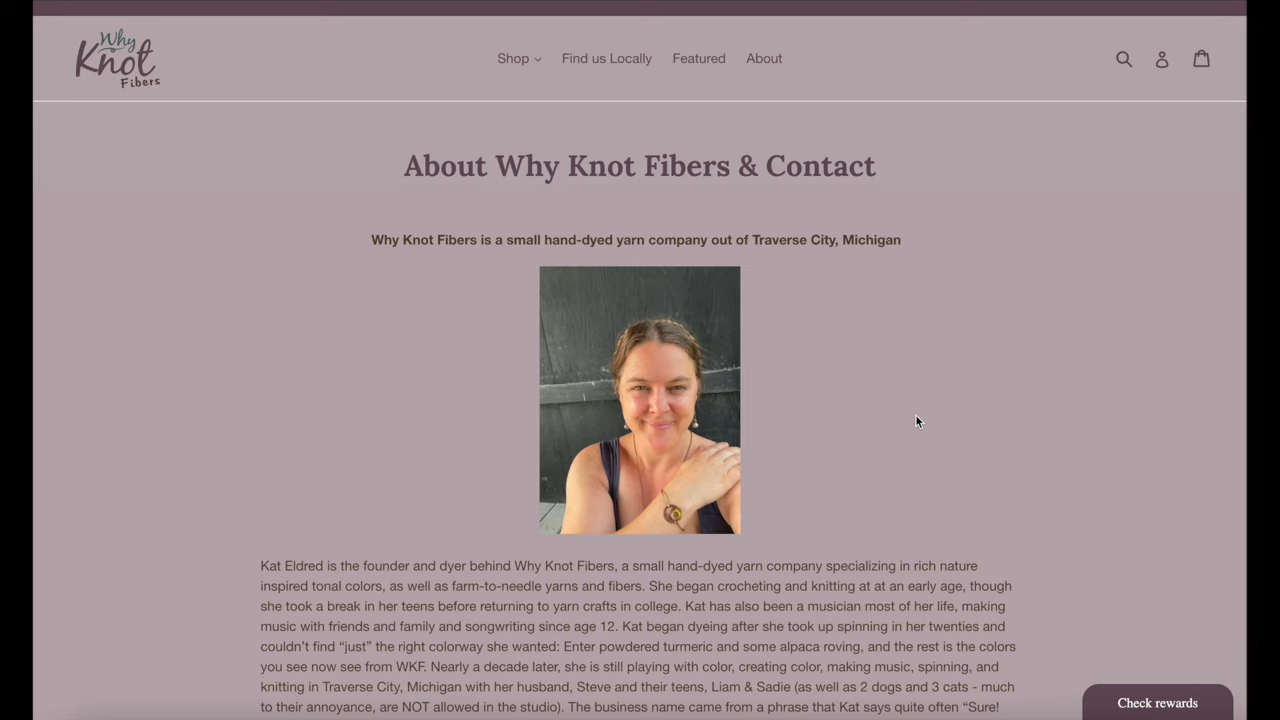 Why
Knot
Fibers
Shop Find us Locally Featured About
About Why Knot Fibers & Contact
Why Knot Fibers is a small hand-dyed yarn company out of Traverse City, Michigan
Kat Eldred is the founder and dyer behind Why Knot Fibers, a small hand-dyed yarn company specializing in rich nature
inspired tonal colors, as well as farm-to-needle yarns and fibers. She began crocheting and knitting at at an early age, though
she took a break in her teens before returning to yarn crafts in college. Kat has also been a musician most of her life, making
music with friends and family and songwriting since age 12. Kat began dyeing after she took up spinning in her twenties and
couldn’t find “just” the right colorway she wanted: Enter powdered turmeric and some alpaca roving, and the rest is the colors
you see now see from WKF. Nearly a decade later, she is still playing with color, creating color, making music, spinning, and
knitting in Traverse City, Michigan with her husband, Steve and their teens, Liam & Sadie (as well as 2 dogs and 3 cats - much
to their annoyance, are NOT allowed in the studio). The business name came from a phrase that Kat says quite often “Sure!
Check rewards